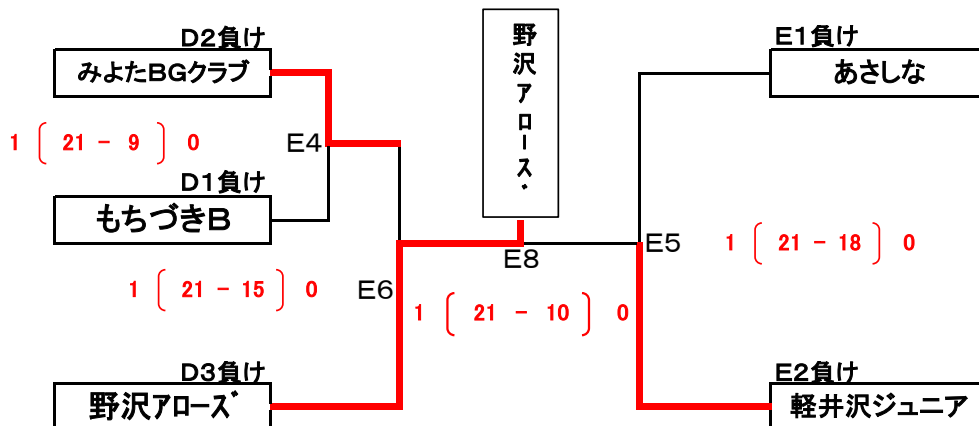 D2負け
みよたBGクラブ
1 ( 21 - 9 ) 0
E4
D1負け
もちづきB
1 ( 21 - 15 ) 0
E6
D3負け
野沢アローズ
野沢アローズ
E8
1 ( 21 - 10 ) 0
E1負け
あさしな
E5
1 ( 21 - 18 ) 0
E2負け
軽井沢ジュニア